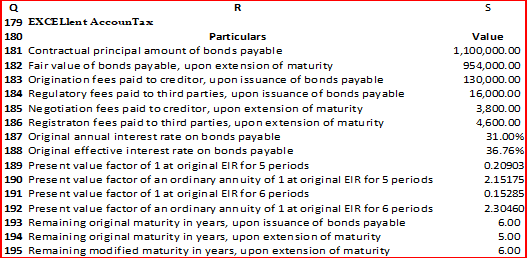 Q R S
179 EXCELlent AccounTax
180 Particulars Value
181 Contractual principal amount of bonds payable 1,100,000.00
182 Fair value of bonds payable, upon extension of maturity 954,000.00
183 Origination fees paid to creditor, upon issuance of bonds payable 130,000.00
184 Regulatory fees paid to third parties, upon issuance of bonds payable 16,000.00
185 Negotiation fees paid to creditor, upon extension of maturity 3,800.00
186 Registraton fees paid to third parties, upon extension of maturity 4,600.00
187 Original annual interest rate on bonds payable 31.00%
188 Original effective interest rate on bonds payable 36.76%
189 Present value factor of 1 at original EIR for 5 periods 0.20903
190 Present value factor of an ordinary annuity of 1 at original EIR for 5 periods 2.15175
191 Present value factor of 1 at original EIR for 6 periods 0.15285
192 Present value factor of an ordinary annuity of 1 at original EIR for 6 periods 2.30460
193 Remaining original maturity in years, upon issuance of bonds payable 6.00
194 Remaining original maturity in years, upon extension of maturity 5.00
195 Remaining modified maturity in years, upon extension of maturity 6.00